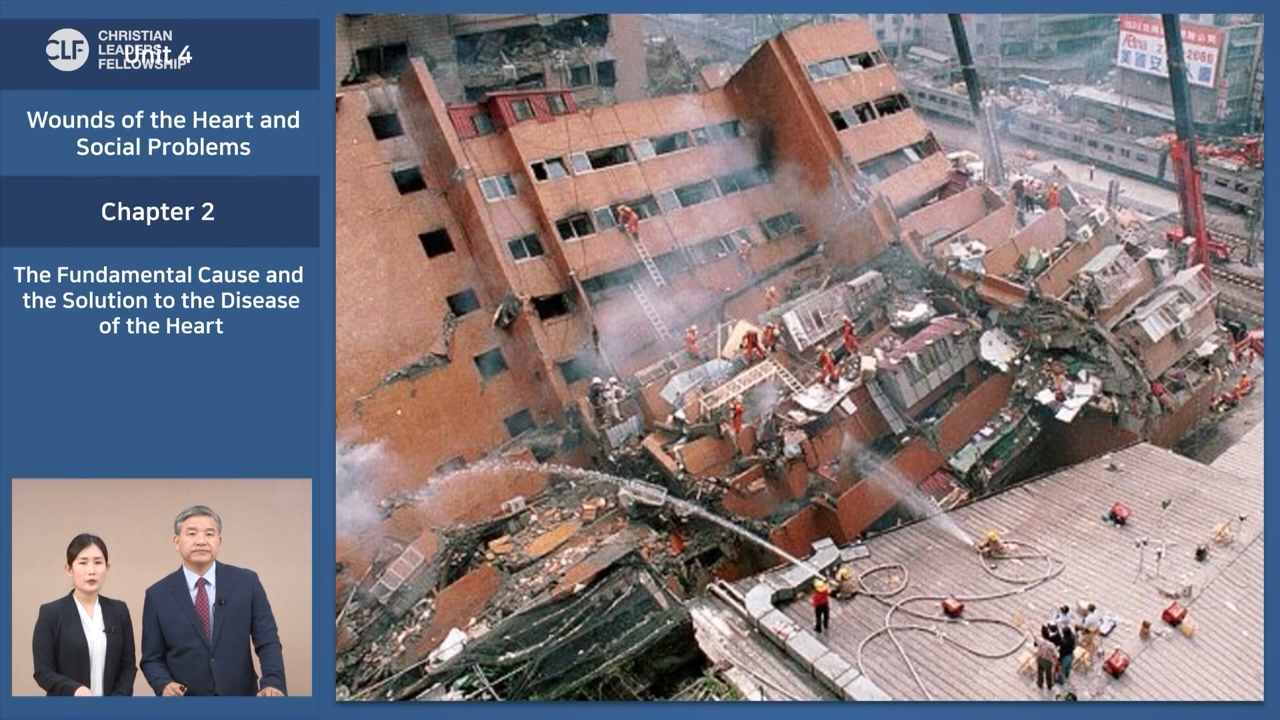 CLF
CHRISTIAN
LEADERS
FELLOWSHIP
Unit 4
Wounds of the Heart and
Social Problems
Chapter 2
The Fundamental Cause and
the Solution to the Disease
of the Heart
Aetna